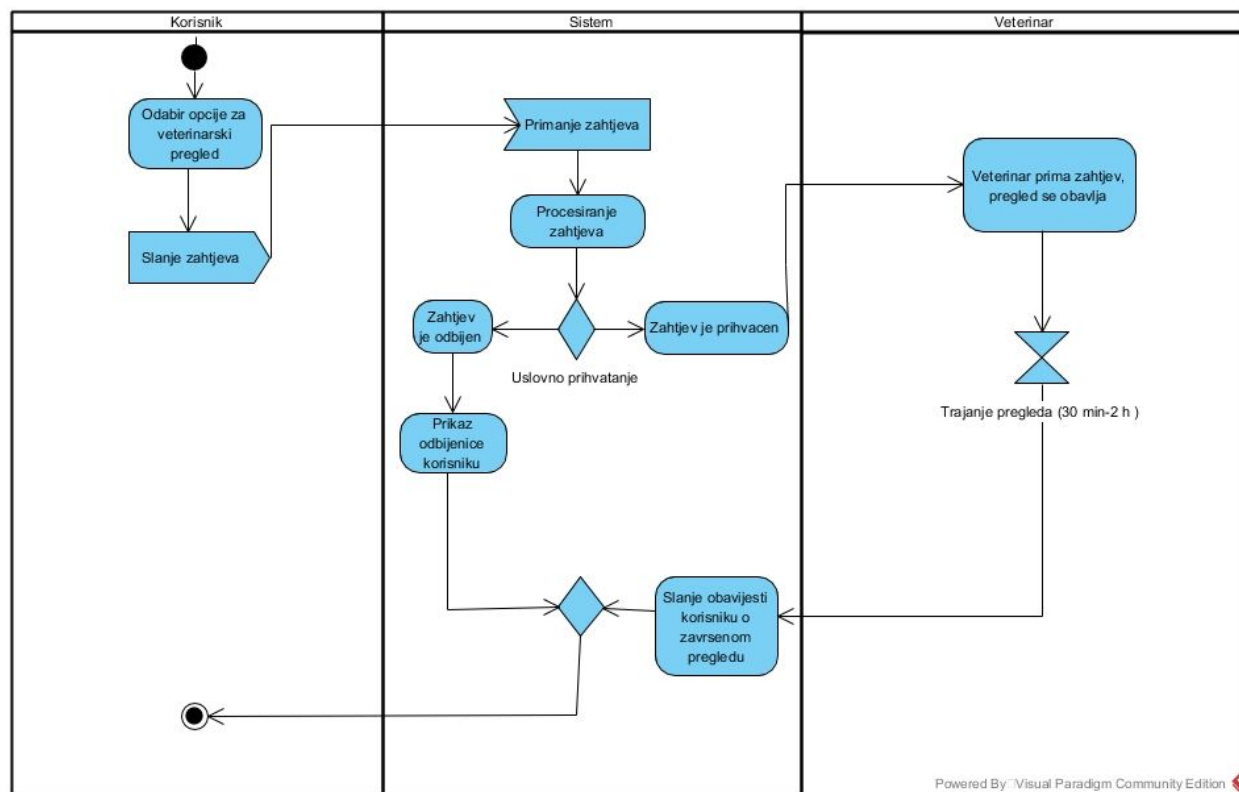 Korisnik
Sistem
Veterinar
Odabir opcije za
veterinarski
pregled
Slanje zahtjeva
Primanje zahtjeva
Procesiranje
zahtjeva
Zahtjev
je odbijen
Uslovno prihvatanje
Zahtjev je prihvacen
Prikaz
odbijenice
korisniku
Veterinar prima zahtjev,
pregled se obavlja
Trajanje pregleda (30 min-2 h )
Slanje obavijesti
korisniku o
zavrsenom
pregledu
Powered By Visual Paradigm Community Edition